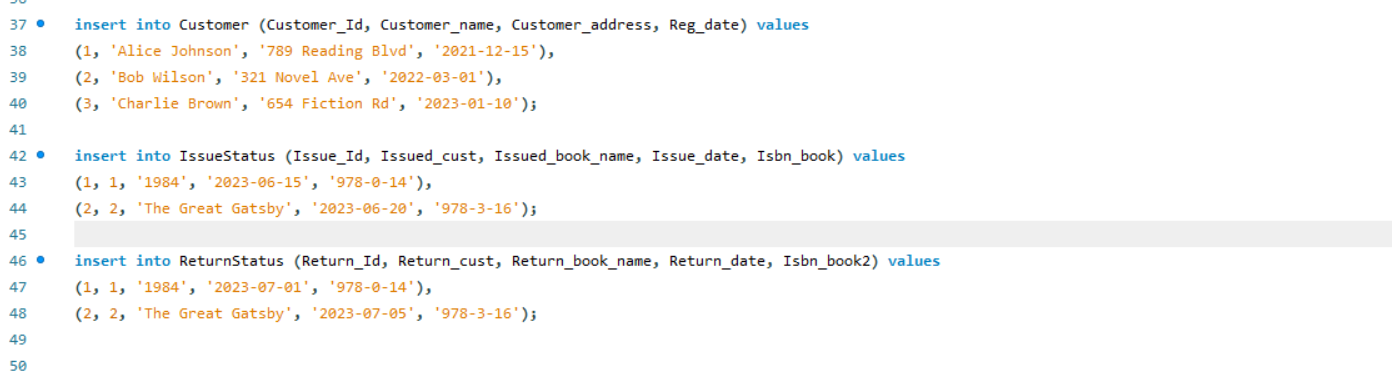 37 insert into Customer (Customer_Id, Customer_name, Customer_address, Reg_date) values
38 (1, 'Alice Johnson', '789 Reading Blvd', '2021-12-15'),
39 (2, 'Bob Wilson', '321 Novel Ave', '2022-03-01'),
40 (3, 'Charlie Brown', '654 Fiction Rd', '2023-01-10');
41
42 insert into IssueStatus (Issue_Id, Issued_cust, Issued_book_name, Issue_date, Isbn_book) values
43 (1, 1, '1984', '2023-06-15', '978-0-14'),
44 (2, 2, 'The Great Gatsby', '2023-06-20', '978-3-16');
45
46 insert into ReturnStatus (Return_Id, Return_cust, Return_book_name, Return_date, Isbn_book2) values
47 (1, 1, '1984', '2023-07-01', '978-0-14'),
48 (2, 2, 'The Great Gatsby', '2023-07-05', '978-3-16');
49
50